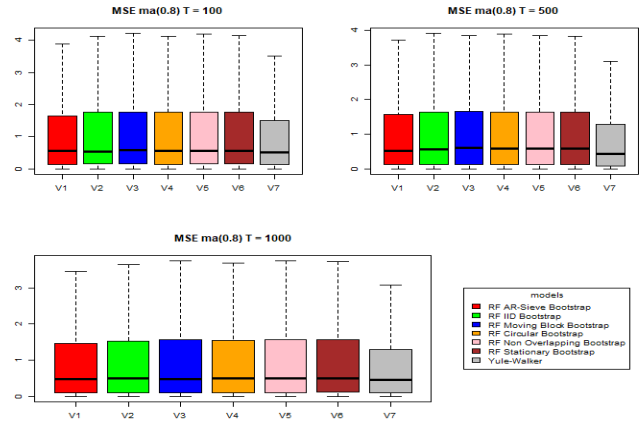 MSE ma(0.8) T = 100
4
3
2
1
0
V1 V2 V3 V4 V5 V6 V7
MSE ma(0.8) T = 500
4
3
2
1
0
V1 V2 V3 V4 V5 V6 V7
MSE ma(0.8) T = 1000
3
2
1
0
V1 V2 V3 V4 V5 V6 V7
models
RF AR-Sieve Bootstrap
RF IID Bootstrap
RF Moving Block Bootstrap
RF Circular Bootstrap
RF Non Overlapping Bootstrap
RF Stationary Bootstrap
Yule-Walker